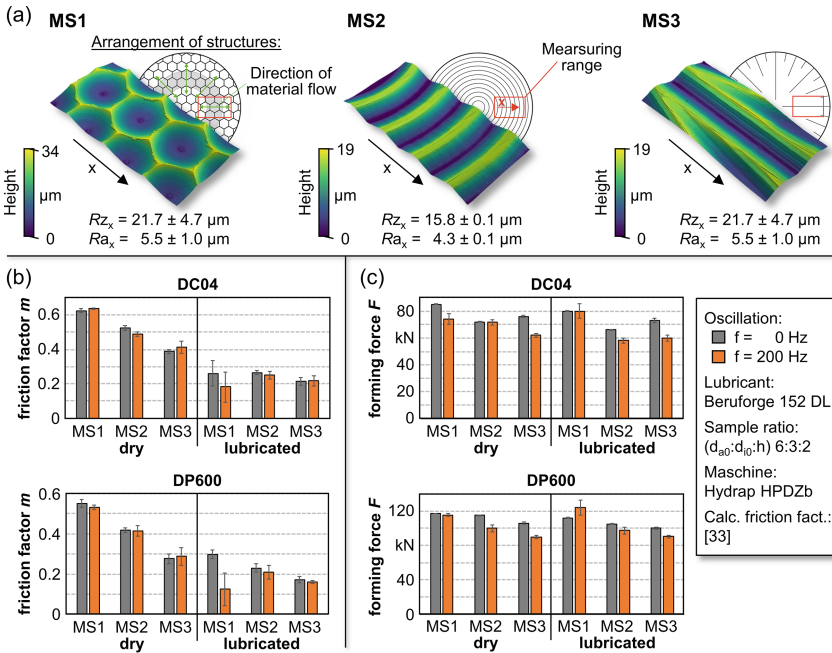 (a)
MS1
MS2
MS3
Arrangement of structures:
Direction of
material flow
Mearsuring
range
x
34
µm
0
Height
x
Rzₓ = 21.7 ± 4.7 µm
Raₓ = 5.5 ± 1.0 µm
19
µm
0
Height
x
Rzₓ = 15.8 ± 0.1 µm
Raₓ = 4.3 ± 0.1 µm
19
µm
0
Height
x
Rzₓ = 21.7 ± 4.7 µm
Raₓ = 5.5 ± 1.0 µm
(b)
DC04
friction factor m
0.6
0.4
0.2
0
MS1 MS2 MS3 MS1 MS2 MS3
dry lubricated
DP600
friction factor m
0.6
0.4
0.2
0
MS1 MS2 MS3 MS1 MS2 MS3
dry lubricated
(c)
DC04
forming force F
80
kN
40
20
0
MS1 MS2 MS3 MS1 MS2 MS3
dry lubricated
DP600
forming force F
120
kN
80
40
0
MS1 MS2 MS3 MS1 MS2 MS3
dry lubricated
Oscillation:
f = 0 Hz
f = 200 Hz
Lubricant:
Beruforge 152 DL
Sample ratio:
(da0:di0:h) 6:3:2
Maschine:
Hydrap HPDZb
Calc. friction fact.:
[33]